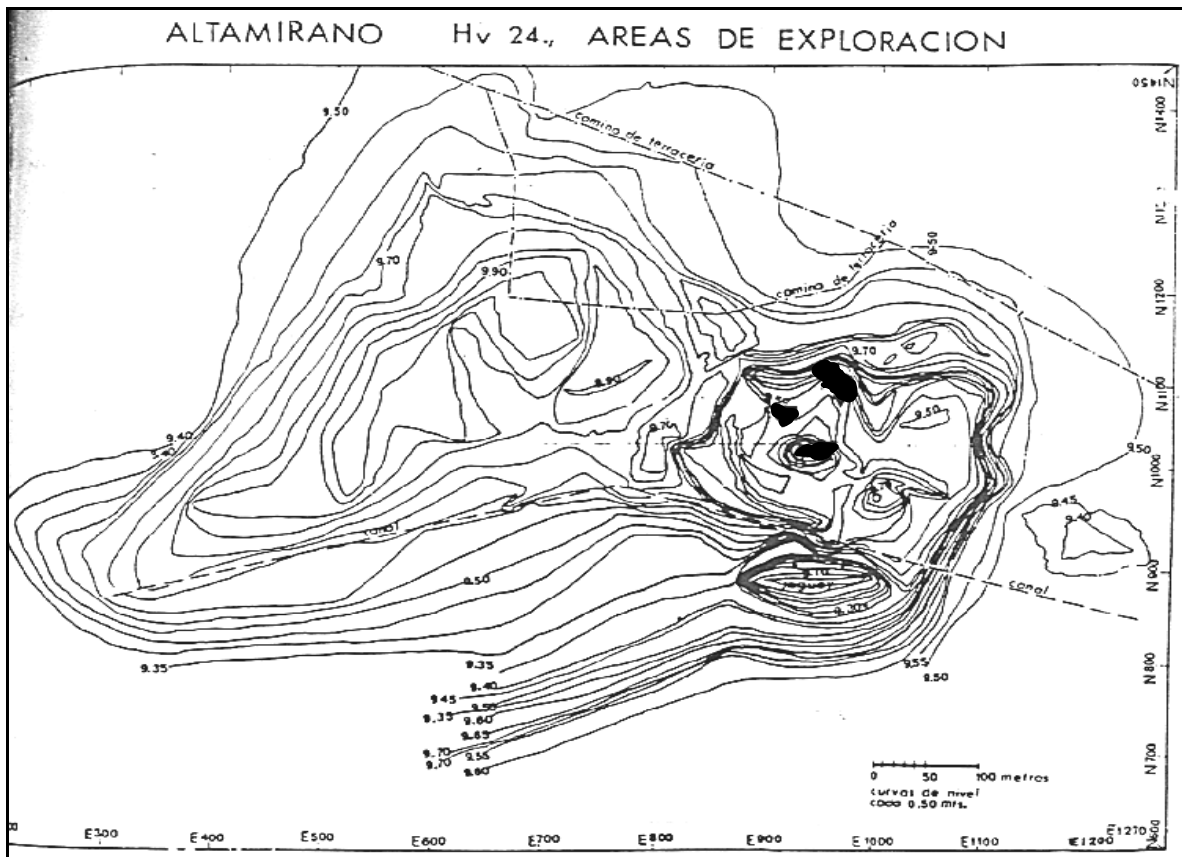 ALTAMIRANO Hv 24., AREAS DE EXPLORACION
N1450
9.50
N1400
camino de terraceria
9.50
9.70
camino de terraceria
9.90
N1200
9.70
8.90
N1100
9.50
9.70
9.40
9.50
N1000
9.45
9.40
canal
9.50
9.10
jaguey
N900
canal
9.35
9.35
9.55
9.50
N800
9.40
9.45
9.50
9.35
9.60
9.65
9.70
9.55
9.70
9.80
N700
0 50 100 metros
curvas de nivel
cada 0.50 mts.
E300 E400 E600 E700 E800 E900 E1000 E1100 E1200 E1270